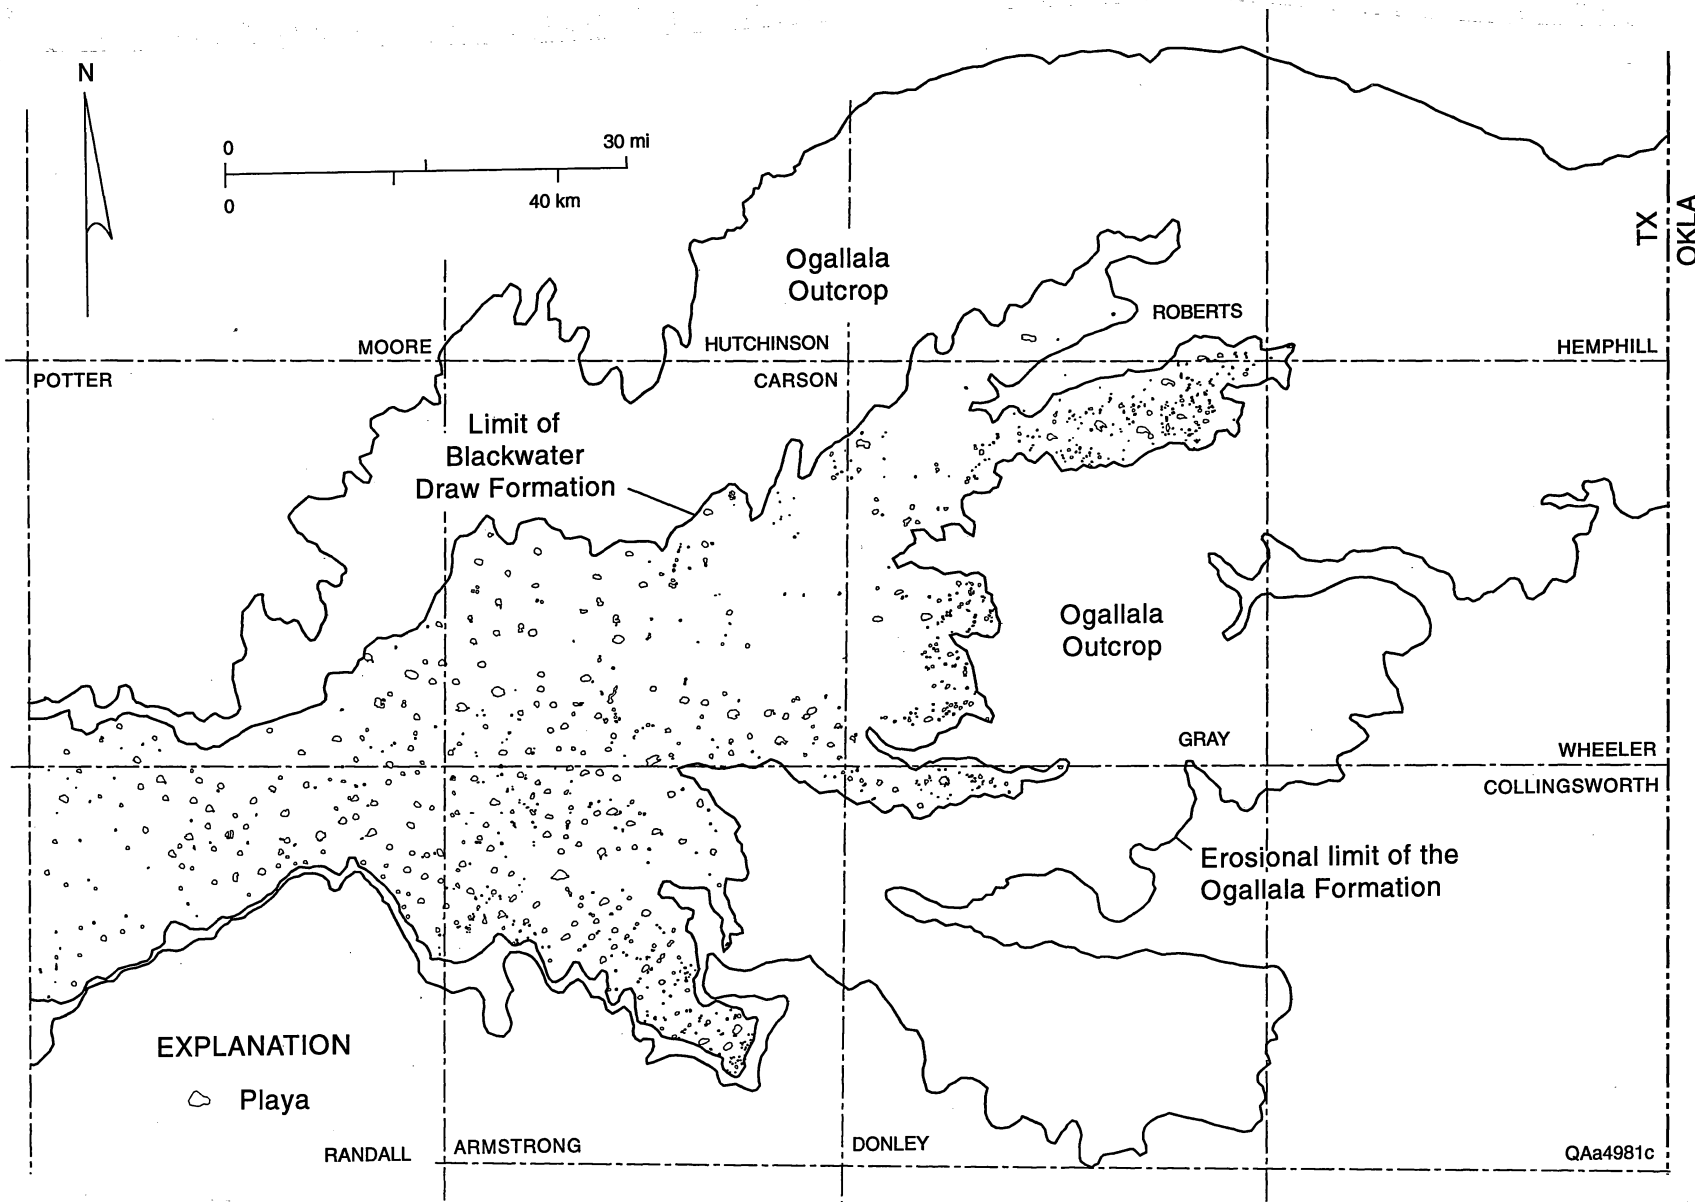 N
0 30 mi
0 40 km
TX
OKLA
Ogallala
Outcrop
ROBERTS
MOORE
HUTCHINSON
HEMPHILL
POTTER
CARSON
Limit of
Blackwater
Draw Formation
Ogallala
Outcrop
GRAY
WHEELER
COLLINGSWORTH
Erosional limit of the
Ogallala Formation
EXPLANATION
Playa
RANDALL
ARMSTRONG
DONLEY
QAa4981c